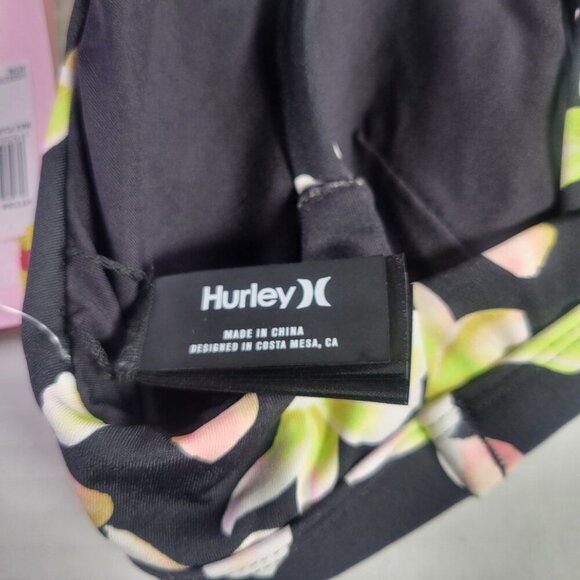 Hurley )(
MADE IN CHINA
DESIGNED IN COSTA MESA, CA